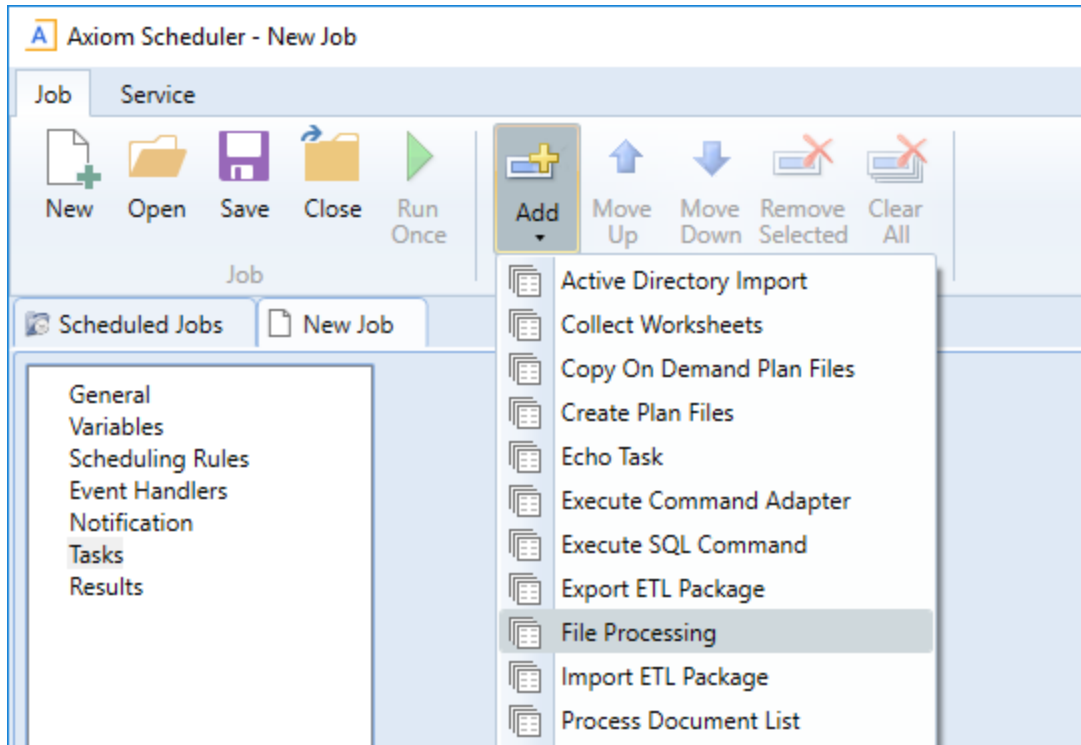 A Axiom Scheduler - New Job
Job Service
New Open Save Close Run Once Add Move Up Move Down Remove Selected Clear All
Job
Active Directory Import
Scheduled Jobs New Job
Collect Worksheets
Copy On Demand Plan Files
Create Plan Files
Echo Task
Execute Command Adapter
Execute SQL Command
Export ETL Package
File Processing
Import ETL Package
Process Document List
General
Variables
Scheduling Rules
Event Handlers
Notification
Tasks
Results